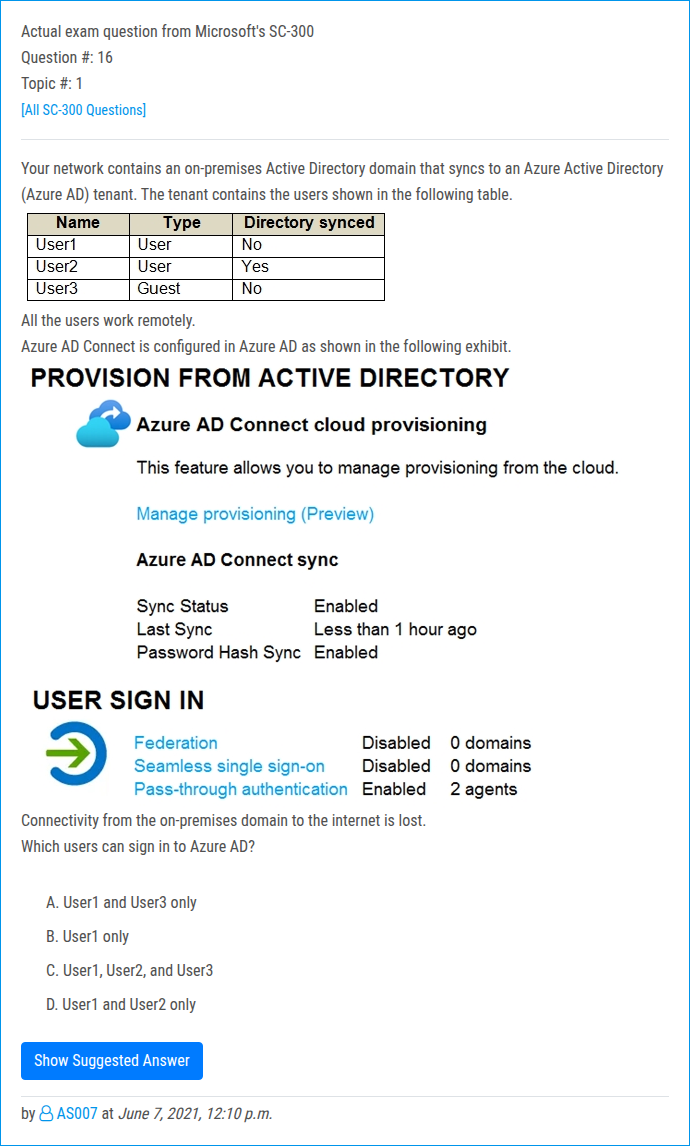 Actual exam question from Microsoft's SC-300
Question #: 16
Topic #: 1
[All SC-300 Questions]
Your network contains an on-premises Active Directory domain that syncs to an Azure Active Directory
(Azure AD) tenant. The tenant contains the users shown in the following table.
Name Type Directory synced
User1 User No
User2 User Yes
User3 Guest No
All the users work remotely.
Azure AD Connect is configured in Azure AD as shown in the following exhibit.
PROVISION FROM ACTIVE DIRECTORY
Azure AD Connect cloud provisioning
This feature allows you to manage provisioning from the cloud.
Manage provisioning (Preview)
Azure AD Connect sync
Sync Status Enabled
Last Sync Less than 1 hour ago
Password Hash Sync Enabled
USER SIGN IN
Federation Disabled 0 domains
Seamless single sign-on Disabled 0 domains
Pass-through authentication Enabled 2 agents
Connectivity from the on-premises domain to the internet is lost.
Which users can sign in to Azure AD?
A. User1 and User3 only
B. User1 only
C. User1, User2, and User3
D. User1 and User2 only
Show Suggested Answer
by AS007 at June 7, 2021, 12:10 p.m.